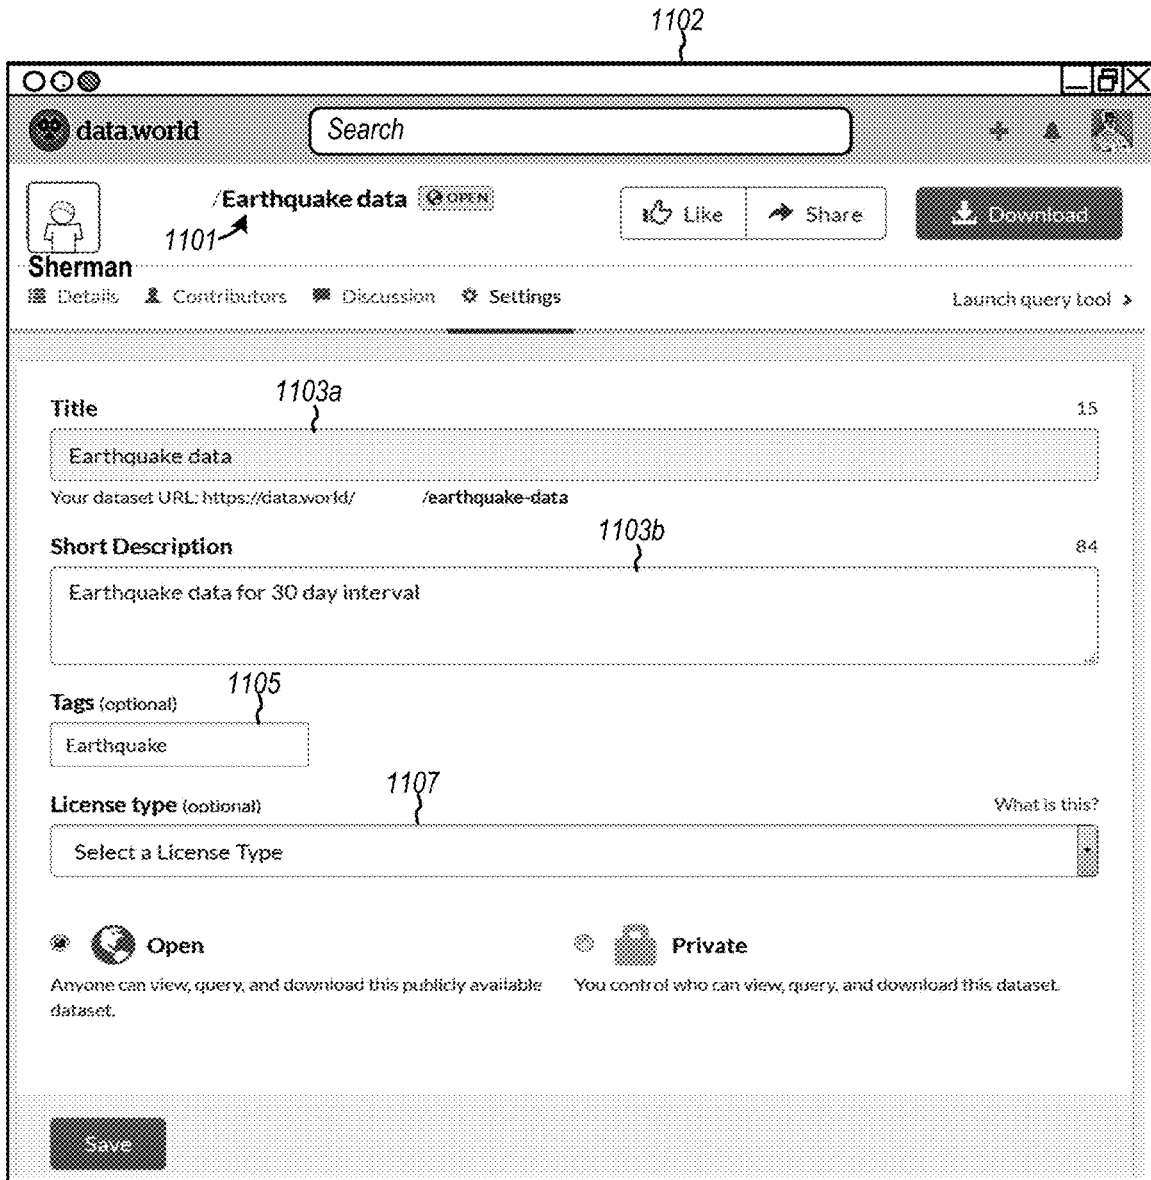 1102
data.world
Search
/Earthquake data OPEN
Like
Share
Download
1101
Sherman
Details Contributors Discussion Settings
Launch query tool >
1103a
Title
15
Earthquake data
Your dataset URL: https://data.world/ /earthquake-data
1103b
Short Description
84
Earthquake data for 30 day interval
1105
Tags (optional)
Earthquake
1107
License type (optional)
What is this?
Select a License Type
Open
Private
Anyone can view, query, and download this publicly available
dataset.
You control who can view, query, and download this dataset.
Save